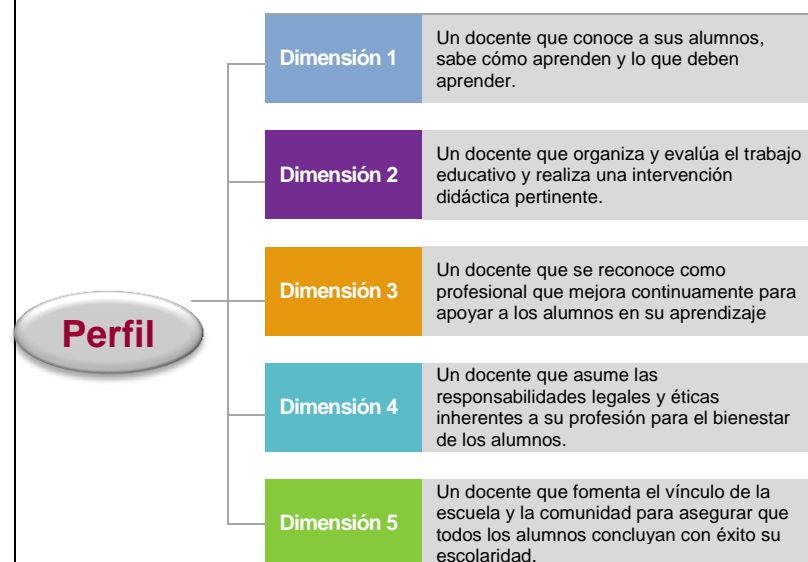 Dimensión 1
Un docente que conoce a sus alumnos,
sabe cómo aprenden y lo que deben
aprender.
Dimensión 2
Un docente que organiza y evalúa el trabajo
educativo y realiza una intervención
didáctica pertinente.
Dimensión 3
Un docente que se reconoce como
profesional que mejora continuamente para
apoyar a los alumnos en su aprendizaje
Perfil
Dimensión 4
Un docente que asume las
responsabilidades legales y éticas
inherentes a su profesión para el bienestar
de los alumnos.
Dimensión 5
Un docente que fomenta el vínculo de la
escuela y la comunidad para asegurar que
todos los alumnos concluyan con éxito su
escolaridad.